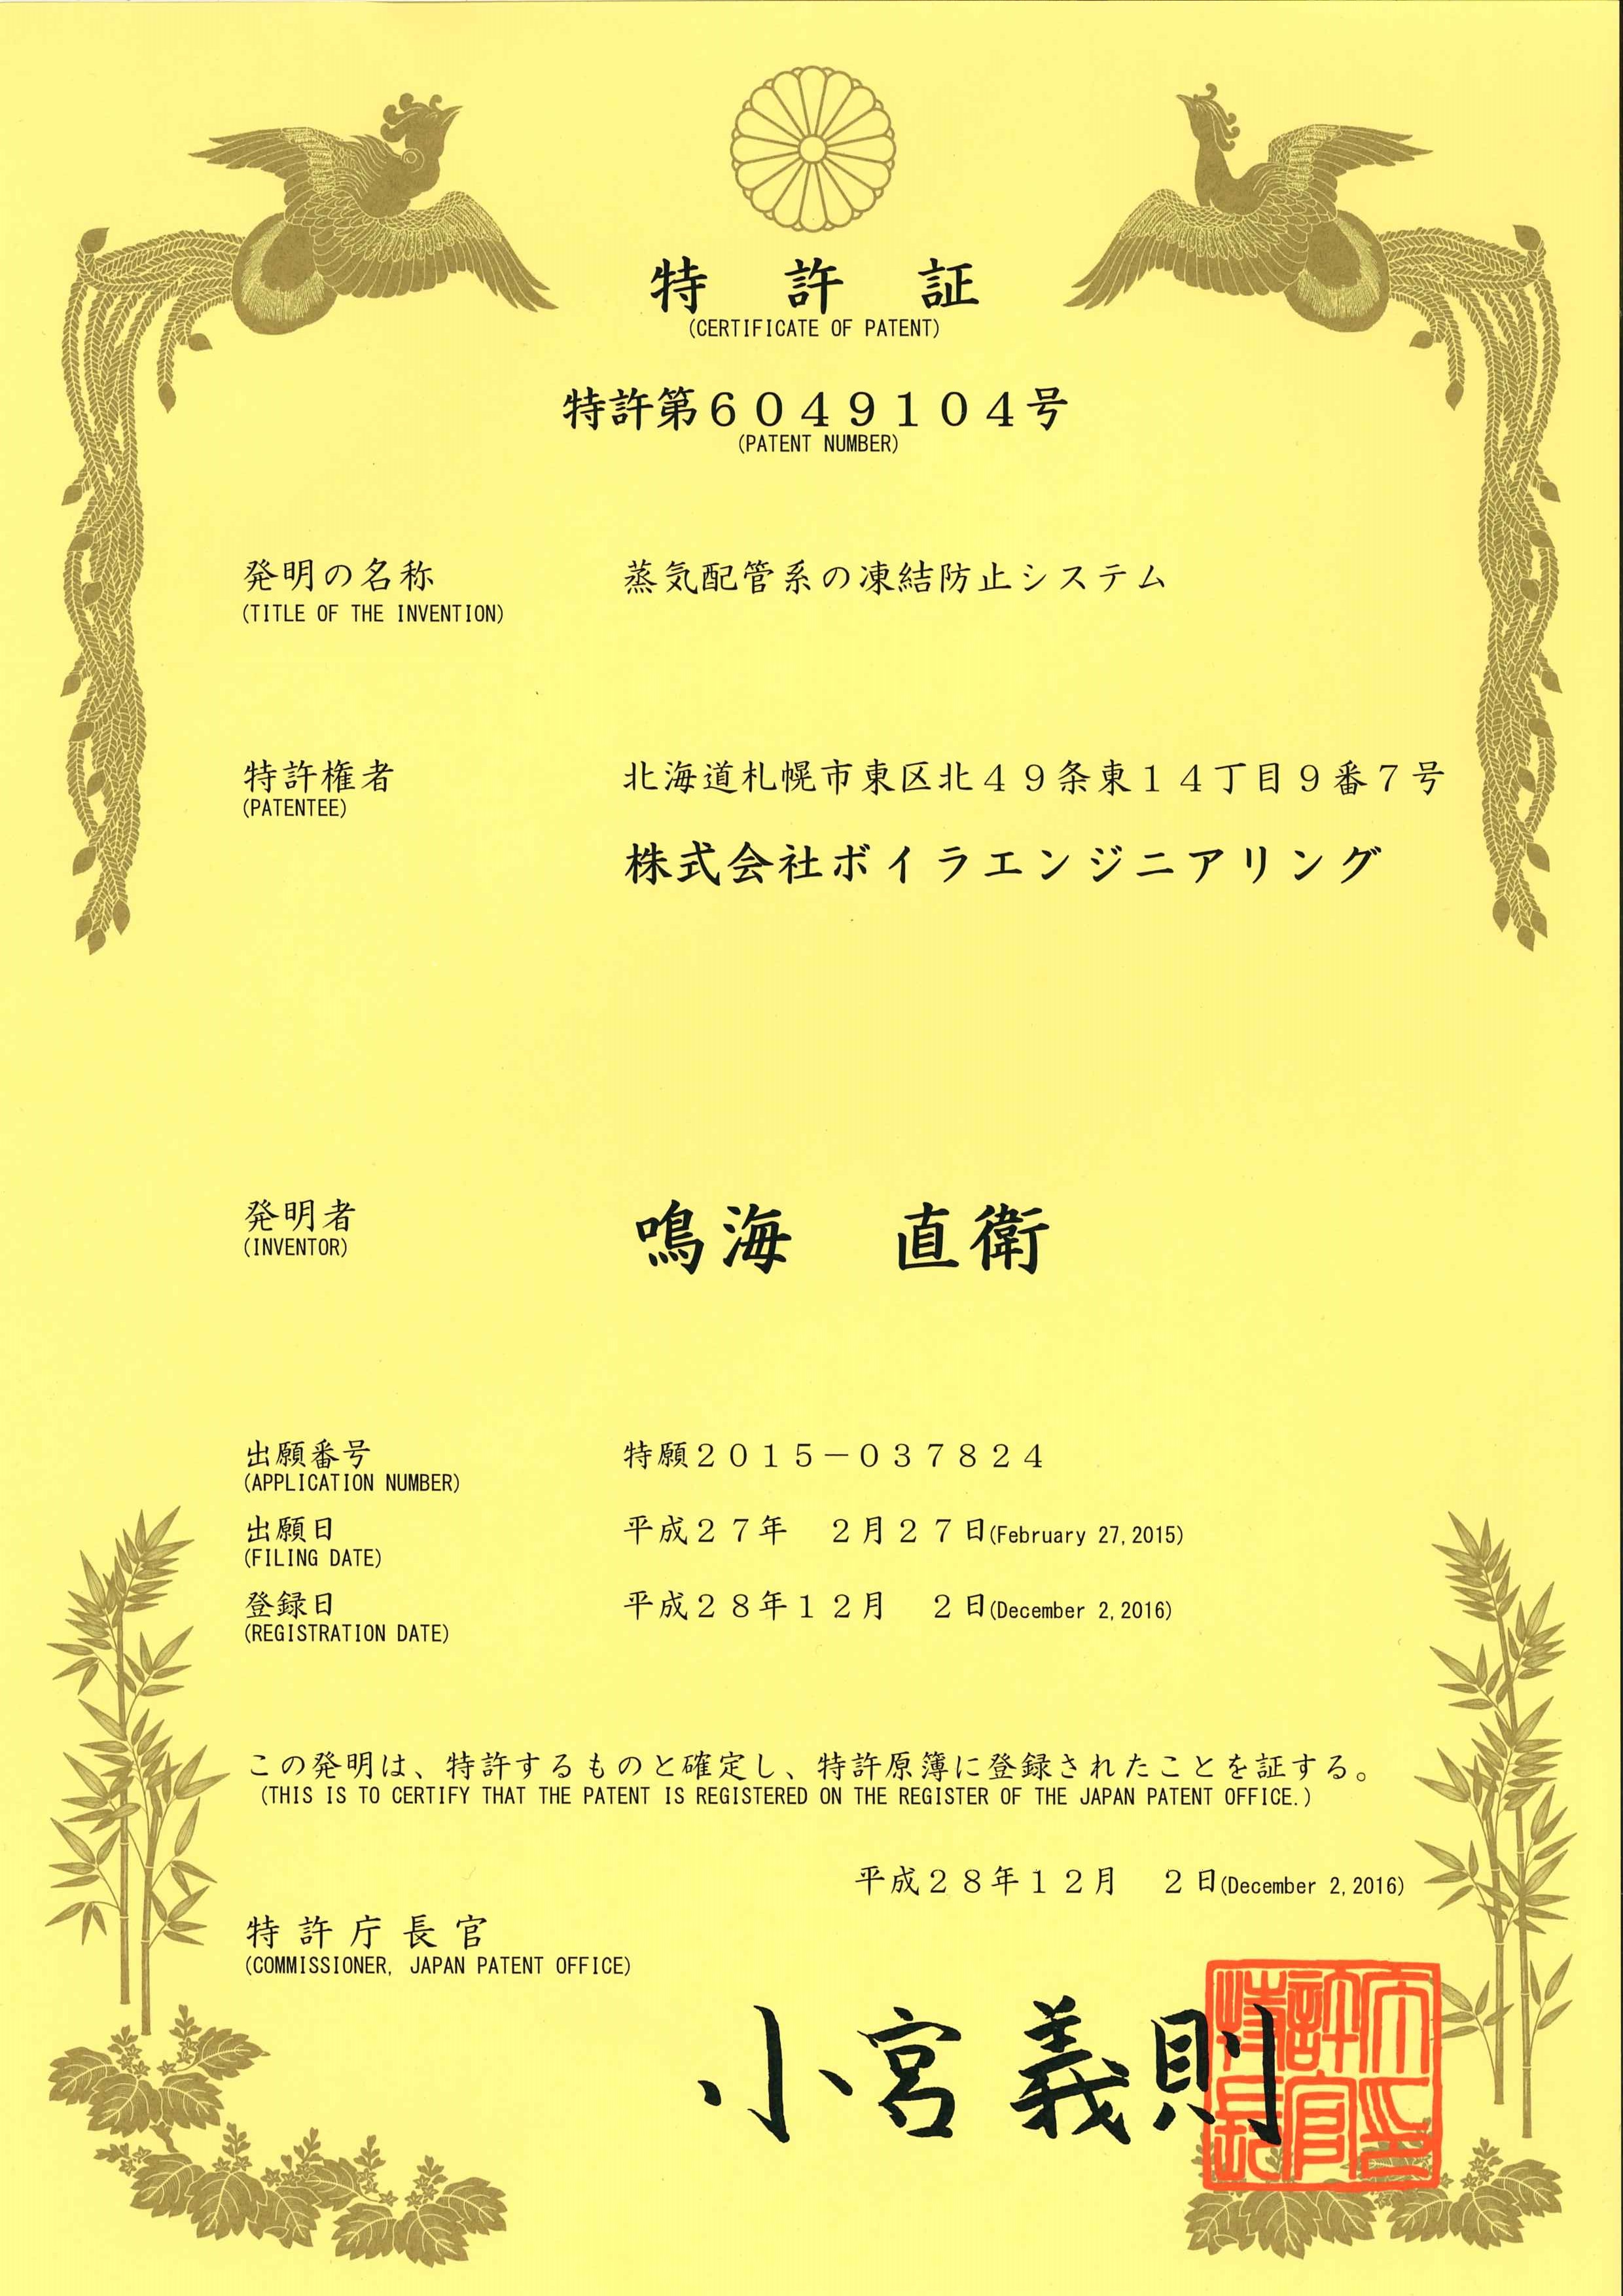 特許証
(CERTIFICATE OF PATENT)
特許第6049104号
(PATENT NUMBER)
発明の名称 蒸気配管系の凍結防止システム
(TITLE OF THE INVENTION)
特許権者 北海道札幌市東区北49条東14丁目9番7号
(PATENTEE)
株式会社ボイラエンジニアリング
発明者 鳴海 直衛
(INVENTOR)
出願番号 特願2015-037824
(APPLICATION NUMBER)
出願日 平成27年 2月27日(February 27,2015)
(FILING DATE)
登録日 平成28年12月 2日(December 2,2016)
(REGISTRATION DATE)
この発明は、特許するものと確定し、特許原簿に登録されたことを証する。
(THIS IS TO CERTIFY THAT THE PATENT IS REGISTERED ON THE REGISTER OF THE JAPAN PATENT OFFICE.)
平成28年12月 2日(December 2,2016)
特許庁長官
(COMMISSIONER, JAPAN PATENT OFFICE)
小宮義則